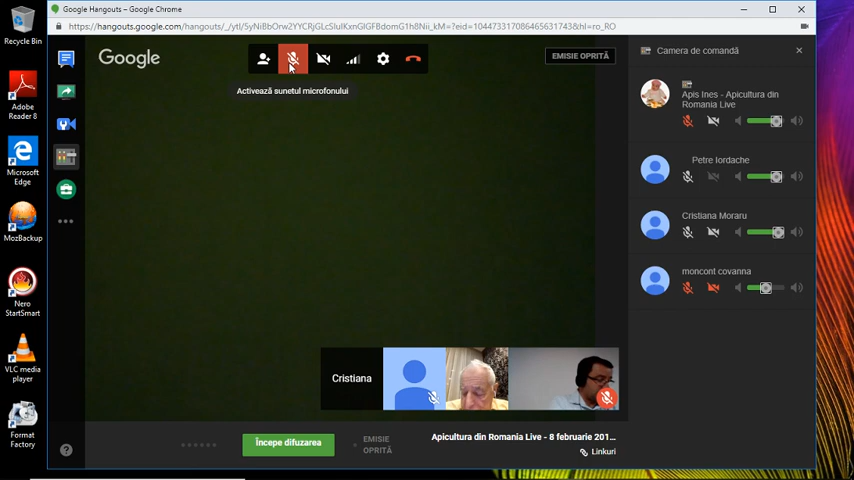 Google Hangouts – Google Chrome
https://hangouts.google.com/hangouts/_/ytl/5yNiBbOrw2YYCRjGLcSIulKxnGIGFBdomG1h8Nii_kM=?eid=104473317086465631743&hl=ro_RO
Recycle Bin
Adobe
Reader 8
Microsoft
Edge
MozBackup
Nero
StartSmart
VLC media
player
Format
Factory
Google
EMISIE OPRITĂ
Activează sunetul microfonului
Camera de comandă
Apis Ines - Apicultura din
Romania Live
Petre Iordache
Cristiana Moraru
moncont covanna
Cristiana
Începe difuzarea
EMISIE
OPRITĂ
Apicultura din Romania Live - 8 februarie 201...
Linkuri